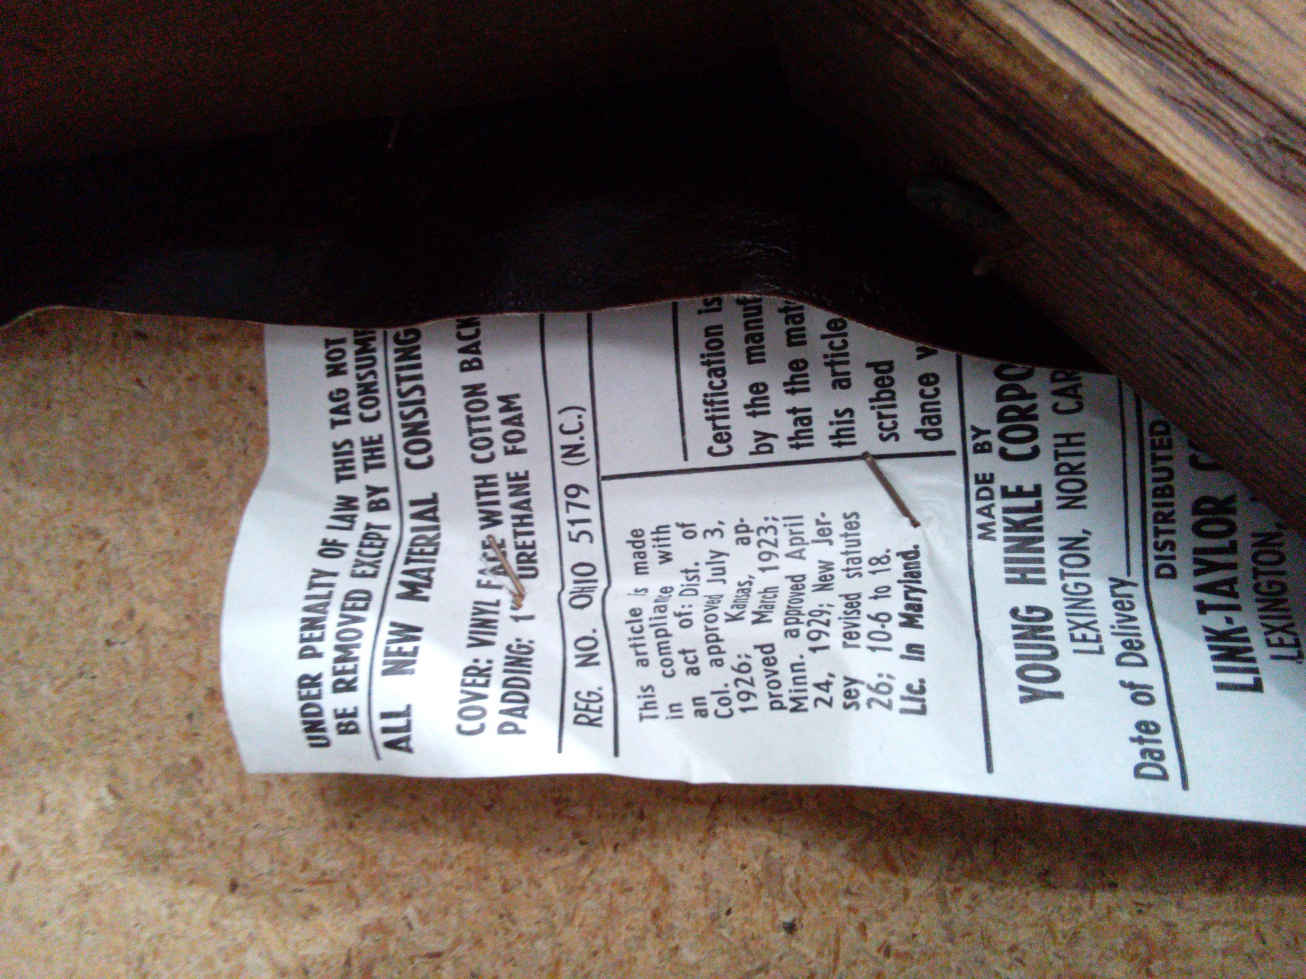 UNDER PENALTY OF LAW THIS TAG NOT
BE REMOVED EXCEPT BY THE CONSUM
ALL NEW MATERIAL CONSISTING
COVER: VINYL FACE WITH COTTON BACK
PADDING: 1" URETHANE FOAM
REG. NO. OHIO 5179 (N.C.)
This article is made
in compliance with
an act of: Dist. of
Col. approved July 3,
1926; Kansas, ap-
proved March 1923;
Minn. approved April
24, 1929; New Jer-
sey revised statutes
26; 10-6 to 18.
Lic. in Maryland.
Certification is
by the manuf
that the mat
this article
scribed
dance
MADE BY
YOUNG HINKLE CORPO
LEXINGTON, NORTH CAR
Date of Delivery
DISTRIBUTED
LINK-TAYLOR
LEXINGTON,